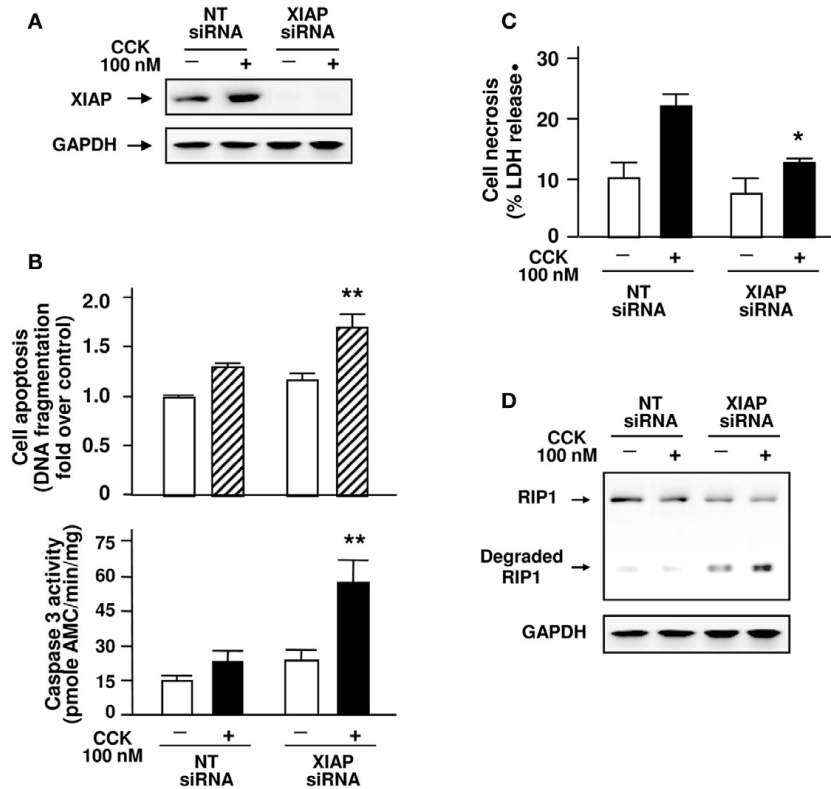 A
NT
siRNA
XIAP
siRNA
CCK
100 nM
– + – +
XIAP
GAPDH
B
Cell apoptosis
(DNA fragmentation
fold over control)
2.0
1.5
1.0
0.5
0
**
Caspase 3 activity
(pmole AMC/min/mg)
75
60
45
30
15
0
**
CCK
100 nM
– + – +
NT
siRNA
XIAP
siRNA
C
Cell necrosis
(% LDH release•
30
20
10
0
*
CCK
100 nM
– + – +
NT
siRNA
XIAP
siRNA
D
NT
siRNA
XIAP
siRNA
CCK
100 nM
– + – +
RIP1
Degraded
RIP1
GAPDH